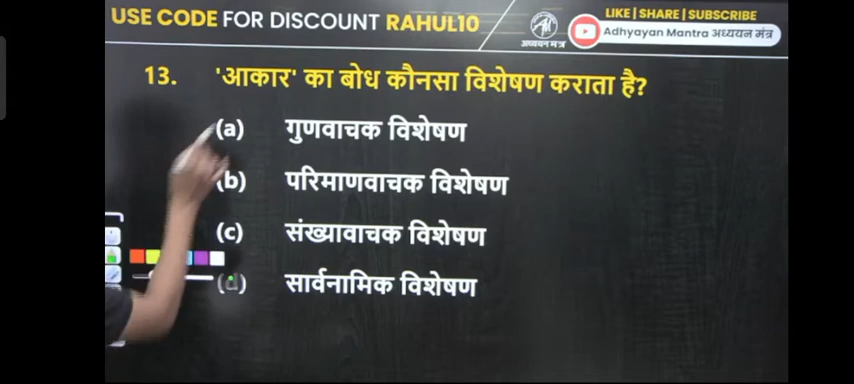 USE CODE FOR DISCOUNT RAHUL10
अध्ययन मंत्र
LIKE | SHARE | SUBSCRIBE
Adhyayan Mantra अध्ययन मंत्र
13. 'आकार' का बोध कौनसा विशेषण कराता है?
(a) गुणवाचक विशेषण
(b) परिमाणवाचक विशेषण
(c) संख्यावाचक विशेषण
(d) सार्वनामिक विशेषण